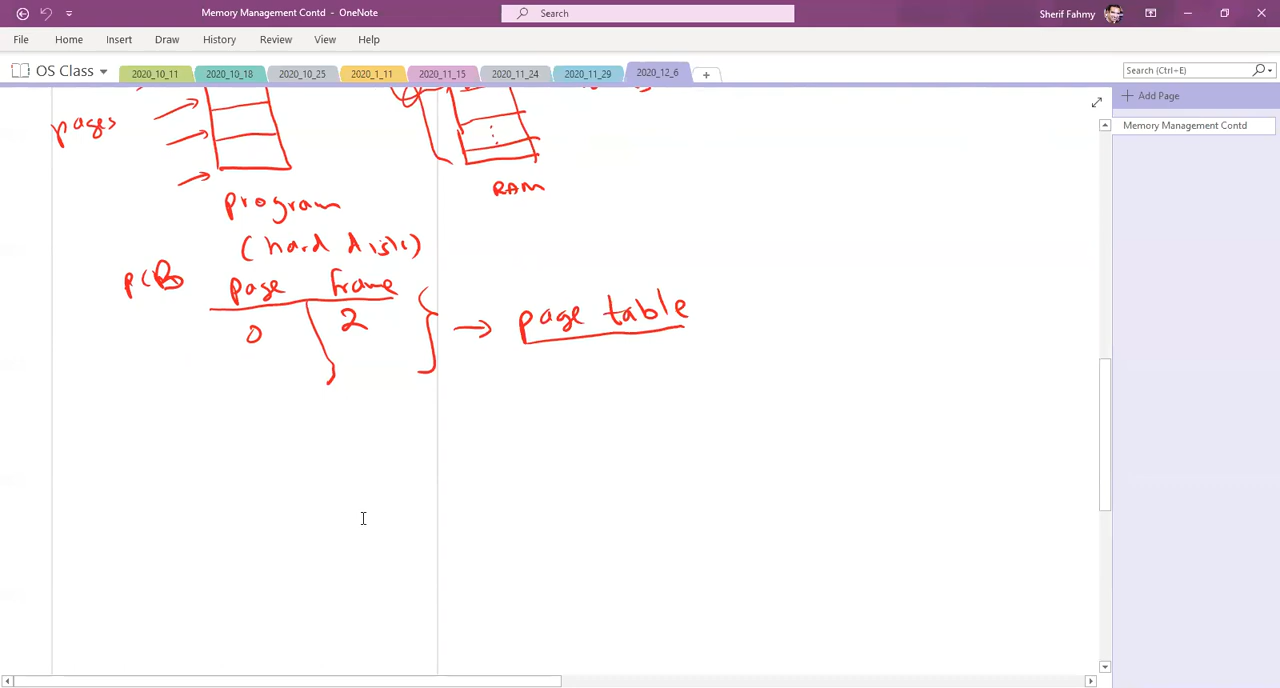 Memory Management Contd - OneNote
Search
Sherif Fahmy
File Home Insert Draw History Review View Help
OS Class
2020_10_11 2020_10_18 2020_10_25 2020_1_11 2020_11_15 2020_11_24 2020_11_29 2020_12_6 +
Search (Ctrl+E)
+ Add Page
Memory Management Contd
pages
RAM
program
(hard disk)
PCB page frame
0 2
page table